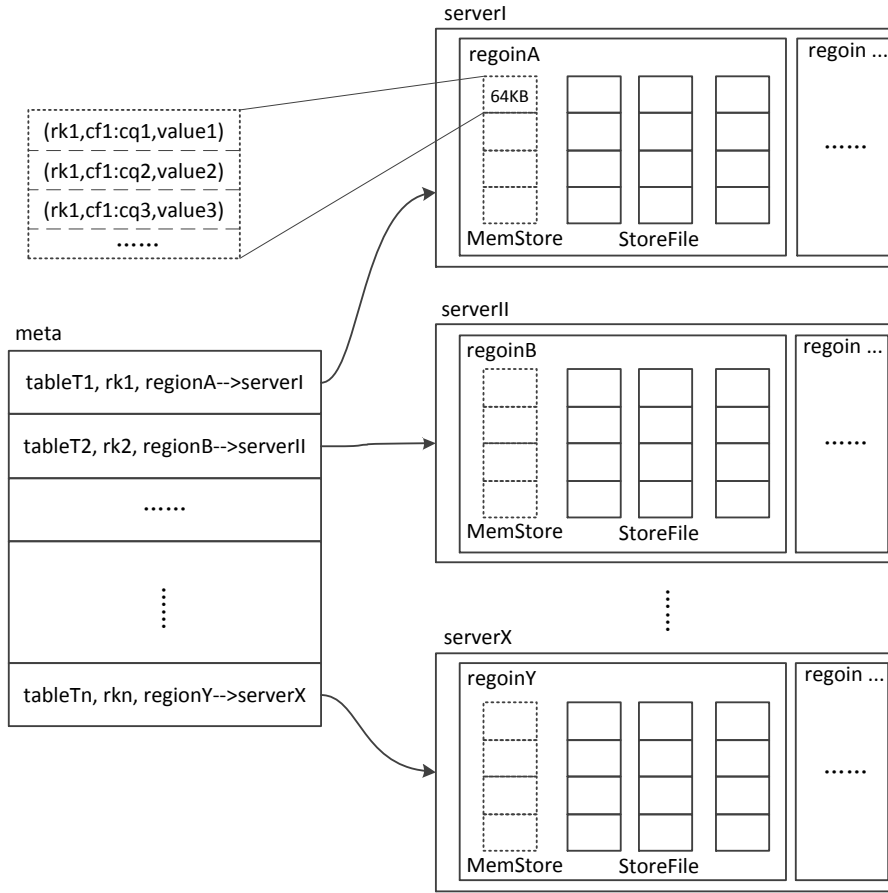 serverI
regoinA
regoin ...
64KB
(rk1,cf1:cq1,value1)
(rk1,cf1:cq2,value2)
(rk1,cf1:cq3,value3)
......
......
MemStore
StoreFile
meta
serverII
tableT1, rk1, regionA-->serverI
regoinB
regoin ...
tableT2, rk2, regionB-->serverII
......
......
MemStore
StoreFile
......
......
serverX
tableTn, rkn, regionY-->serverX
regoinY
regoin ...
......
MemStore
StoreFile